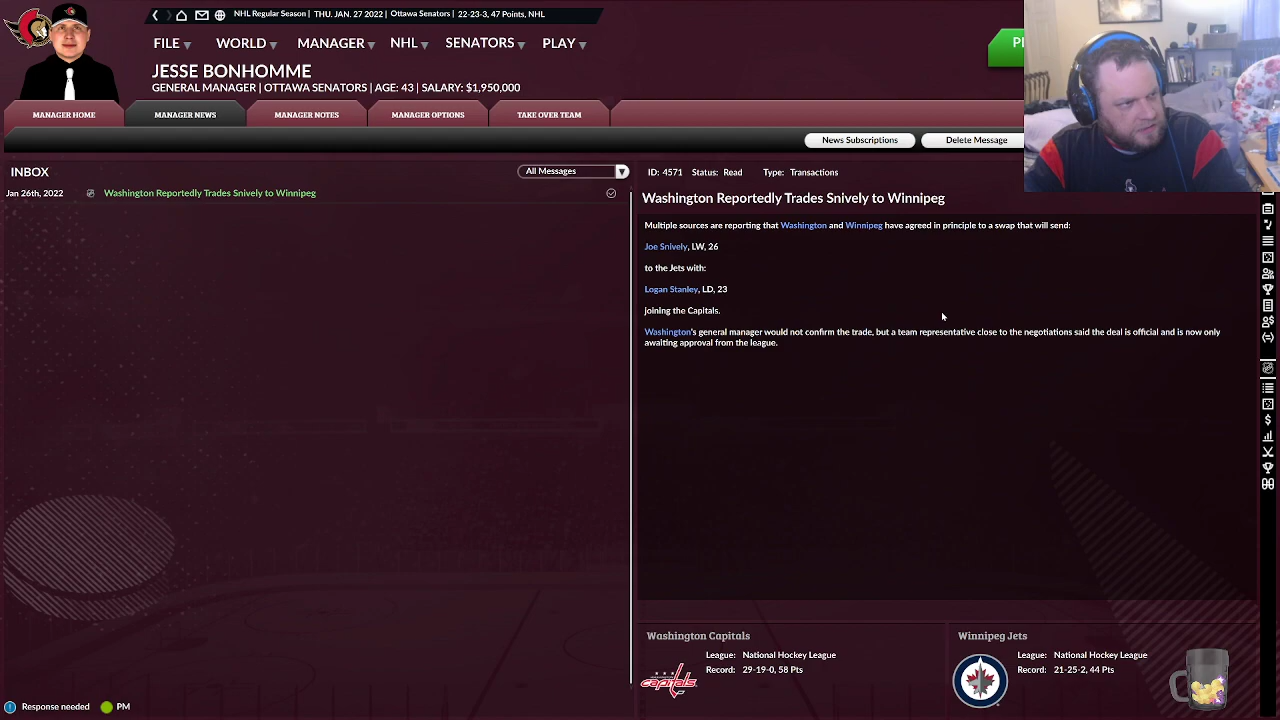 NHL Regular Season | THU. JAN. 27 2022 | Ottawa Senators | 22-23-3, 47 Points, NHL
FILE WORLD MANAGER NHL SENATORS PLAY
JESSE BONHOMME
GENERAL MANAGER | OTTAWA SENATORS | AGE: 43 | SALARY: $1,950,000
MANAGER HOME MANAGER NEWS MANAGER NOTES MANAGER OPTIONS TAKE OVER TEAM
News Subscriptions Delete Message
INBOX All Messages
Jan 26th, 2022 Washington Reportedly Trades Snively to Winnipeg
ID: 4571 Status: Read Type: Transactions
Washington Reportedly Trades Snively to Winnipeg
Multiple sources are reporting that Washington and Winnipeg have agreed in principle to a swap that will send:
Joe Snively, LW, 26
to the Jets with:
Logan Stanley, LD, 23
joining the Capitals.
Washington's general manager would not confirm the trade, but a team representative close to the negotiations said the deal is official and is now only
awaiting approval from the league.
Washington Capitals
League: National Hockey League
Record: 29-19-0, 58 Pts
capitals
Winnipeg Jets
League: National Hockey League
Record: 21-25-2, 44 Pts
Response needed PM